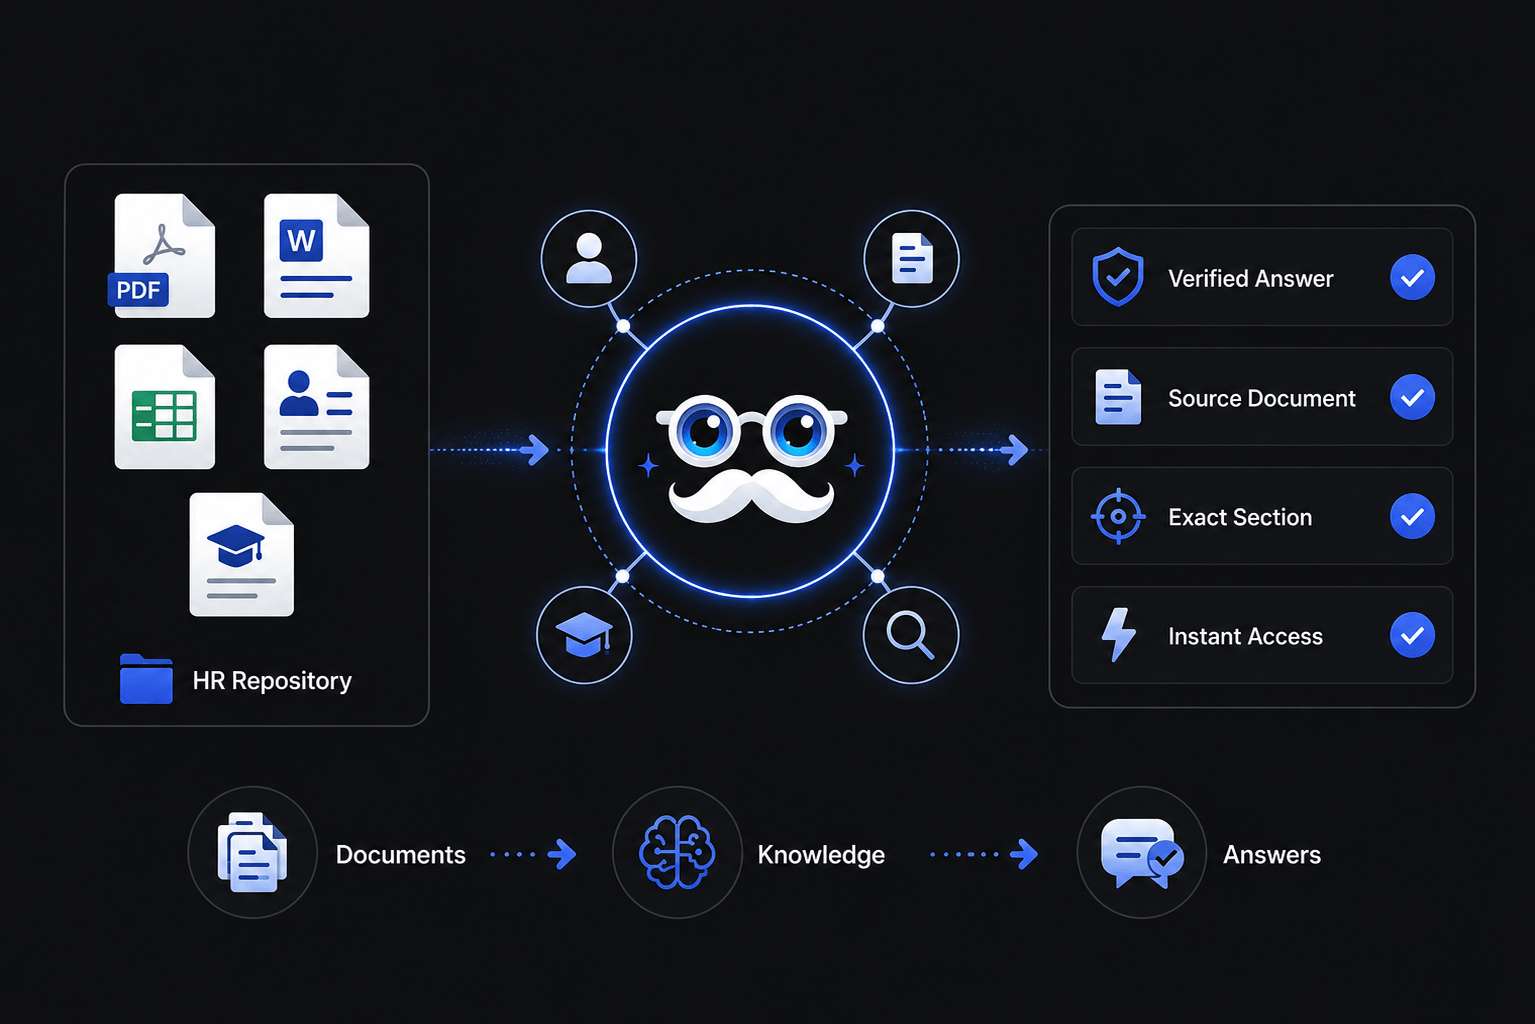 PDF
W
HR Repository
Verified Answer
Source Document
Exact Section
Instant Access
Documents
Knowledge
Answers